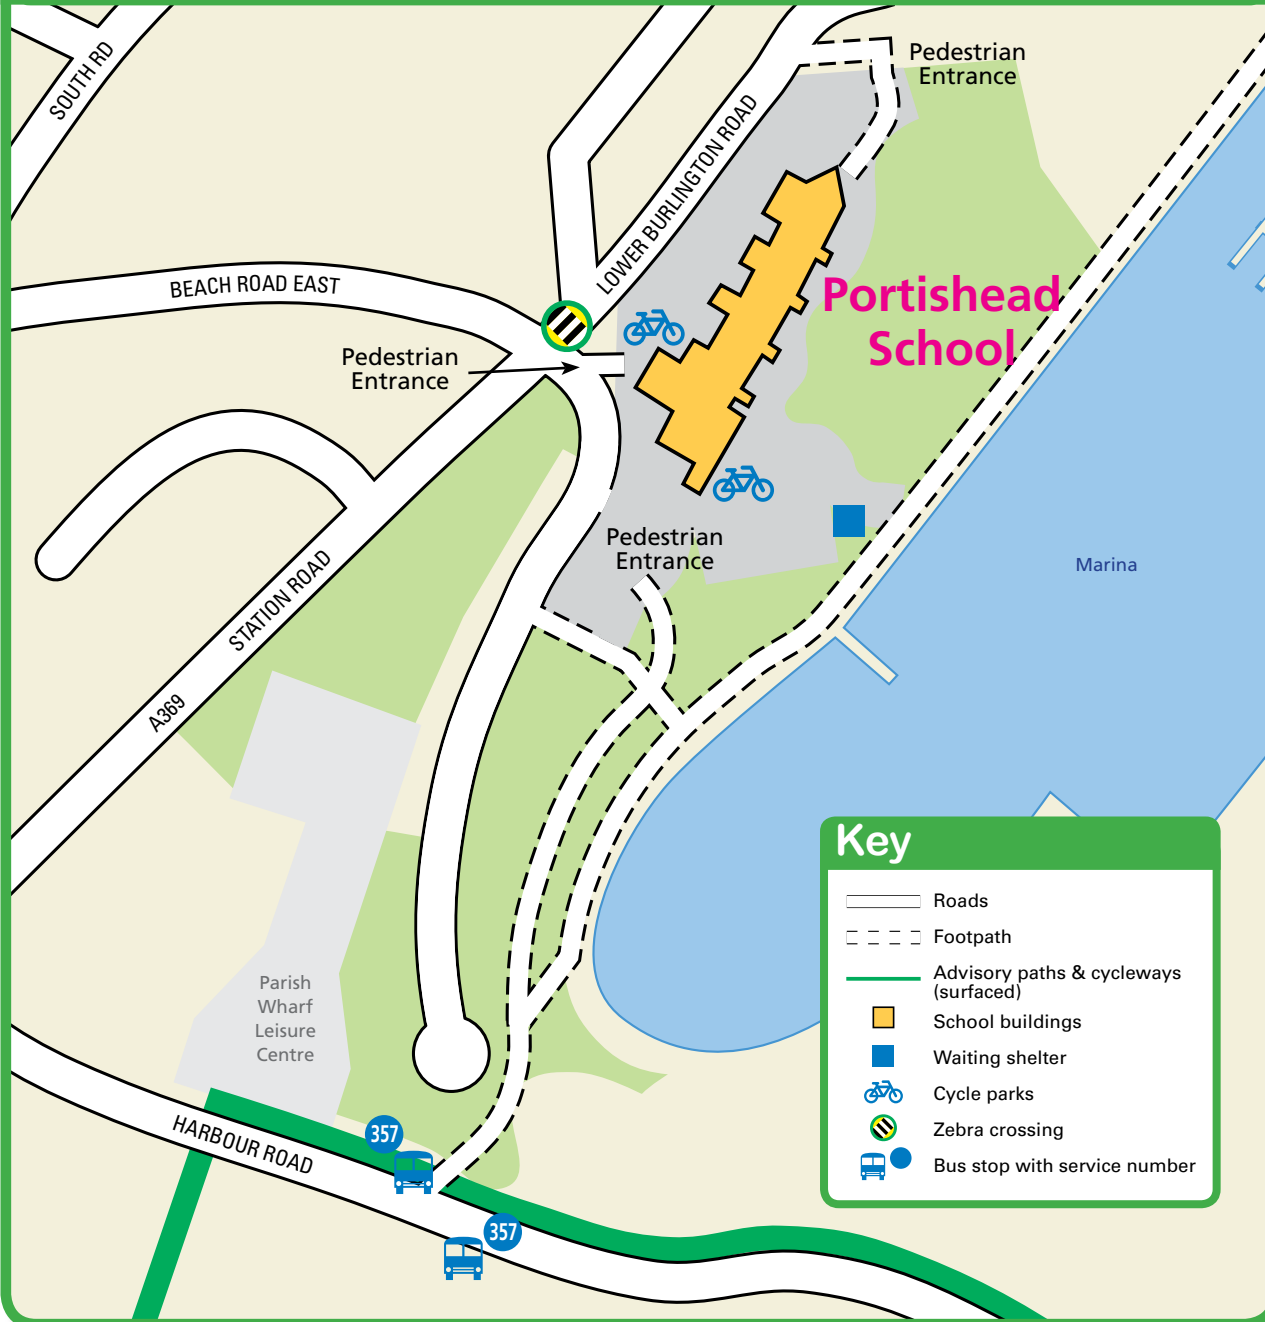 SOUTH RD
Pedestrian
Entrance
LOWER BURLINGTON ROAD
BEACH ROAD EAST
Portishead
School
Pedestrian
Entrance
Pedestrian
Entrance
Marina
STATION ROAD
A369
Parish
Wharf
Leisure
Centre
HARBOUR ROAD
357
357
Key
Roads
Footpath
Advisory paths & cycleways
(surfaced)
School buildings
Waiting shelter
Cycle parks
Zebra crossing
Bus stop with service number